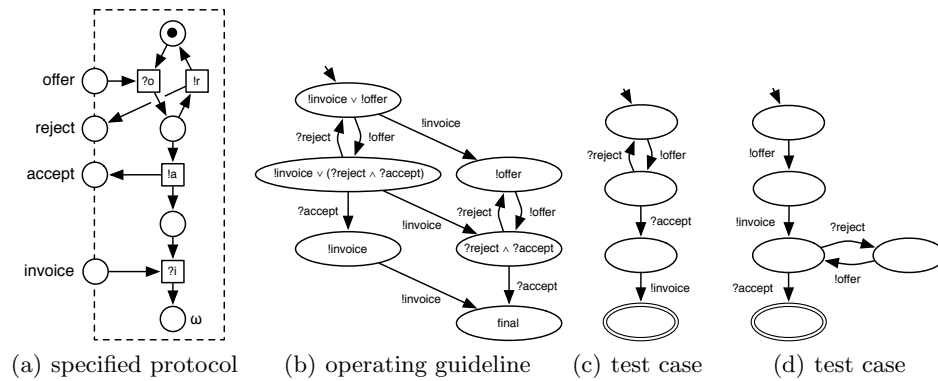 offer
?o
!r
reject
accept
!a
invoice
?i
ω
(a) specified protocol
!invoice ∨ !offer
?reject
!offer
!invoice
!invoice ∨ (?reject ∧ ?accept)
!offer
?accept
!invoice
?reject
!offer
!invoice
?reject ∧ ?accept
!invoice
?accept
final
(b) operating guideline
?reject
!offer
?accept
!invoice
(c) test case
!offer
!invoice
?reject
!offer
?accept
(d) test case